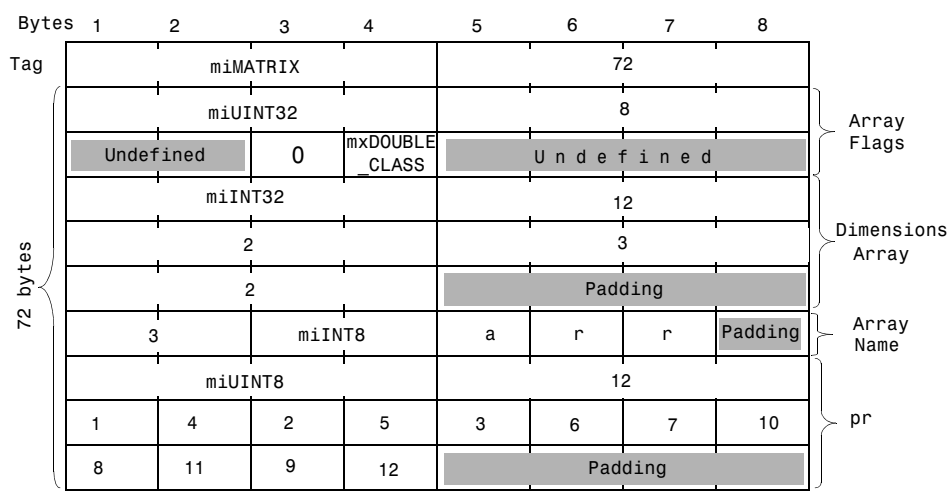 Bytes 1 2 3 4 5 6 7 8
Tag miMATRIX 72
miUINT32 8
Array
Flags
Undefined 0 mxDOUBLE
_CLASS
Undefined
miINT32 12
2 3
Dimensions
Array
2 Padding
72 bytes
3 miINT8 a r r Padding
Array
Name
miUINT8 12
1 4 2 5 3 6 7 10
pr
8 11 9 12 Padding